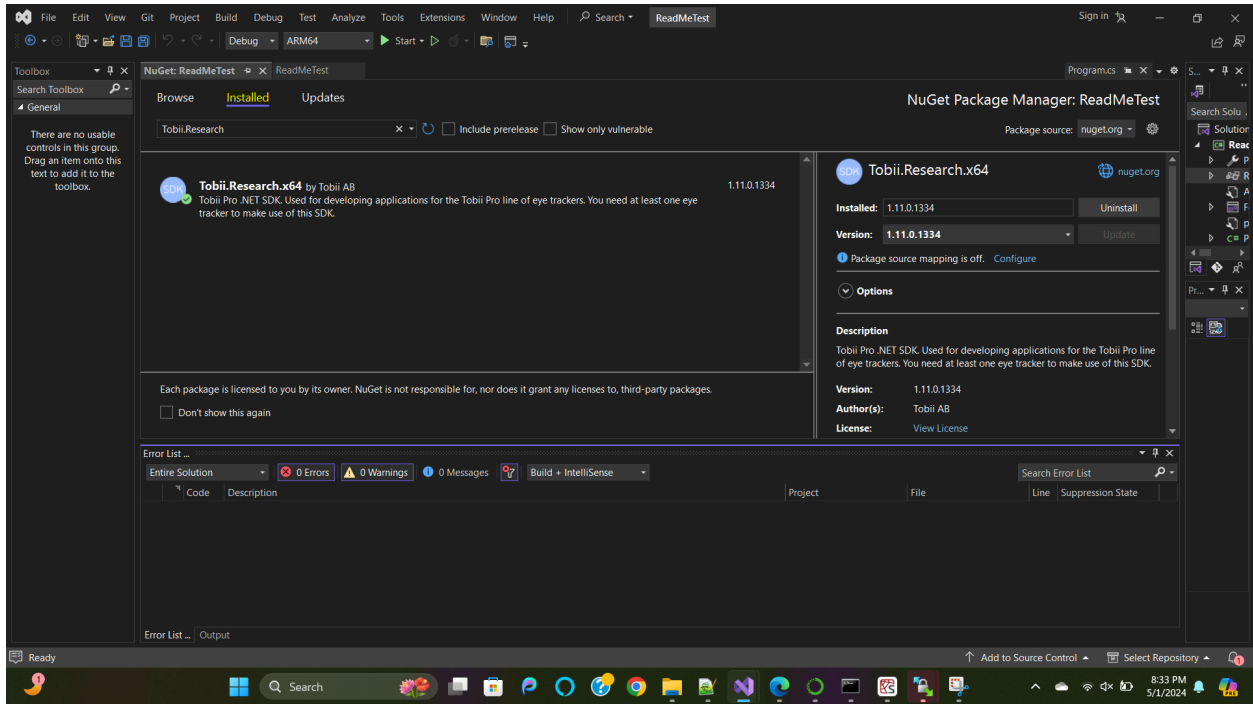 File Edit View Git Project Build Debug Test Analyze Tools Extensions Window Help Search ReadMeTest Sign in
Debug ARM64 Start
Toolbox
Search Toolbox
General
There are no usable
controls in this group.
Drag an item onto this
text to add it to the
toolbox.
NuGet: ReadMeTest ReadMeTest Program.cs
Browse Installed Updates
NuGet Package Manager: ReadMeTest
Tobii.Research Include prerelease Show only vulnerable
Package source: nuget.org
SDK Tobii.Research.x64 by Tobii AB 1.11.0.1334
Tobii Pro .NET SDK. Used for developing applications for the Tobii Pro line of eye trackers. You need at least one eye
tracker to make use of this SDK.
Each package is licensed to you by its owner. NuGet is not responsible for, nor does it grant any licenses to, third-party packages.
Don't show this again
SDK Tobii.Research.x64 nuget.org
Installed: 1.11.0.1334 Uninstall
Version: 1.11.0.1334 Update
Package source mapping is off. Configure
Options
Description
Tobii Pro .NET SDK. Used for developing applications for the Tobii Pro line
of eye trackers. You need at least one eye tracker to make use of this SDK.
Version: 1.11.0.1334
Author(s): Tobii AB
License: View License
S...
Search Solu
Solution
C# Reac
P
R
A
F
p
C# P
Pr...
Error List ...
Entire Solution 0 Errors 0 Warnings 0 Messages Build + IntelliSense Search Error List
Code Description Project File Line Suppression State
Error List ... Output
Ready Add to Source Control Select Repository 1
1 Search 8:33 PM
5/1/2024 PRE